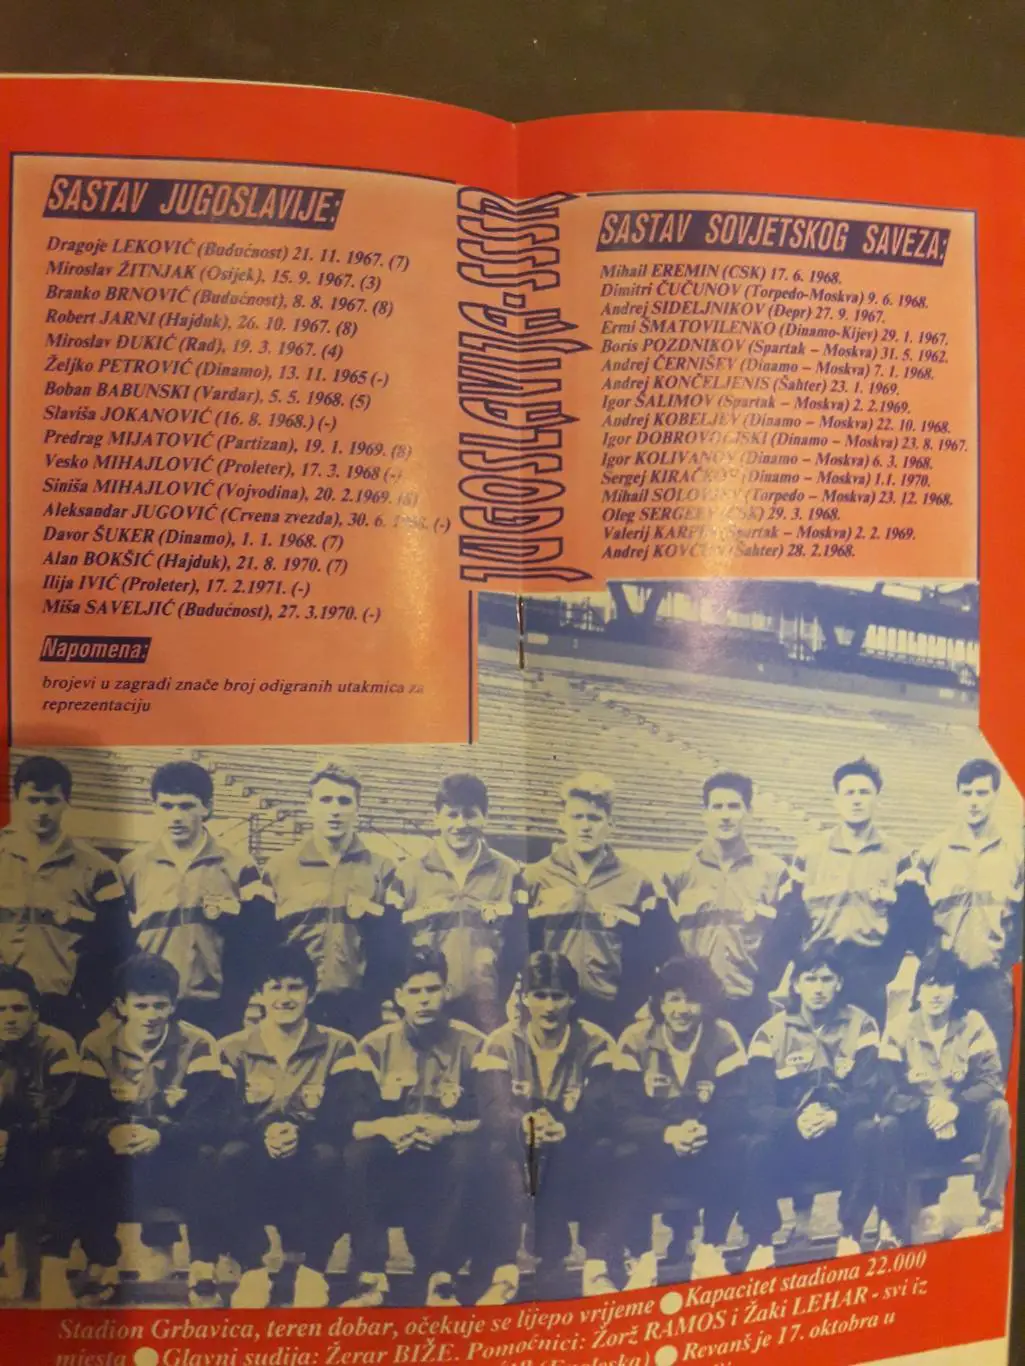 SASTAV JUGOSLAVIJE:
Dragoje LEKOVIĆ (Budućnost) 21. 11. 1967. (7)
Miroslav ŽITNJAK (Osijek), 15. 9. 1967. (3)
Branko BRNOVIĆ (Budućnost), 8. 8. 1967. (8)
Robert JARNI (Hajduk), 26. 10. 1967. (8)
Miroslav ĐUKIĆ (Rad), 19. 3. 1967. (4)
Željko PETROVIĆ (Dinamo), 13. 11. 1965 (-)
Boban BABUNSKI (Vardar), 5. 5. 1968. (5)
Slaviša JOKANOVIĆ (16. 8. 1968.) (-)
Predrag MIJATOVIĆ (Partizan), 19. 1. 1969. (8)
Vesko MIHAJLOVIĆ (Proleter), 17. 3. 1968 (-)
Siniša MIHAJLOVIĆ (Vojvodina), 20. 2. 1969.
Aleksandar JUGOVIĆ (Crvena zvezda), 30. 6. (-)
Davor ŠUKER (Dinamo), 1. 1. 1968. (7)
Alan BOKŠIĆ (Hajduk), 21. 8. 1970. (7)
Ilija IVIĆ (Proleter), 17. 2. 1971. (-)
Miša SAVELJIĆ (Budućnost), 27. 3.1970. (-)
Napomena:
brojevi u zagradi znače broj odigranih utakmica za
reprezentaciju
JUGOSLAVIJA-SSSR
JUGOSLAVIJA-SSSR
SASTAV SOVJETSKOG SAVEZA:
Mihail EREMIN (CSK) 17. 6. 1968.
Dimitri ČUČUNOV (Torpedo-Moskva) 9. 6. 1968.
Andrej SIDELJNIKOV (Depr) 27. 9. 1967.
Ermi ŠMATOVILENKO (Dinamo-Kijev) 29. 1. 1967.
Boris POZDNIKOV (Spartak – Moskva) 31. 5. 1962.
Andrej ČERNIŠEV (Dinamo – Moskva) 7. 1. 1968.
Andrej KONČELJENIS (Šahter) 23. 1. 1969.
Igor ŠALIMOV (Spartak – Moskva) 2. 2.1969.
Andrej KOBELJEV (Dinamo – Moskva) 22. 10. 1968.
Igor DOBROVOLJSKI (Dinamo – Moskva) 23. 8. 1967.
Igor KOLIVANOV (Dinamo – Moskva) 6. 3. 1968.
Sergej KIRAČKOV (Dinamo – Moskva) 1.1. 1970.
Mihail SOLOVJEV (Torpedo – Moskva) 23. 12. 1968.
Oleg SERGEEV (CSK) 29. 3. 1968.
Valerij KARPIN (Spartak – Moskva) 2. 2. 1969.
Andrej KOVČUN (Šahter) 28. 2.1968.
Stadion Grbavica, teren dobar, očekuje se lijepo vrijeme ● Kapacitet stadiona 22.000
mjesta ● Glavni sudija: Žerar BIŽE. Pomoćnici: Žorž RAMOS i Žaki LEHAR - svi iz
(Engleska) ● Revanš je 17. oktobra u